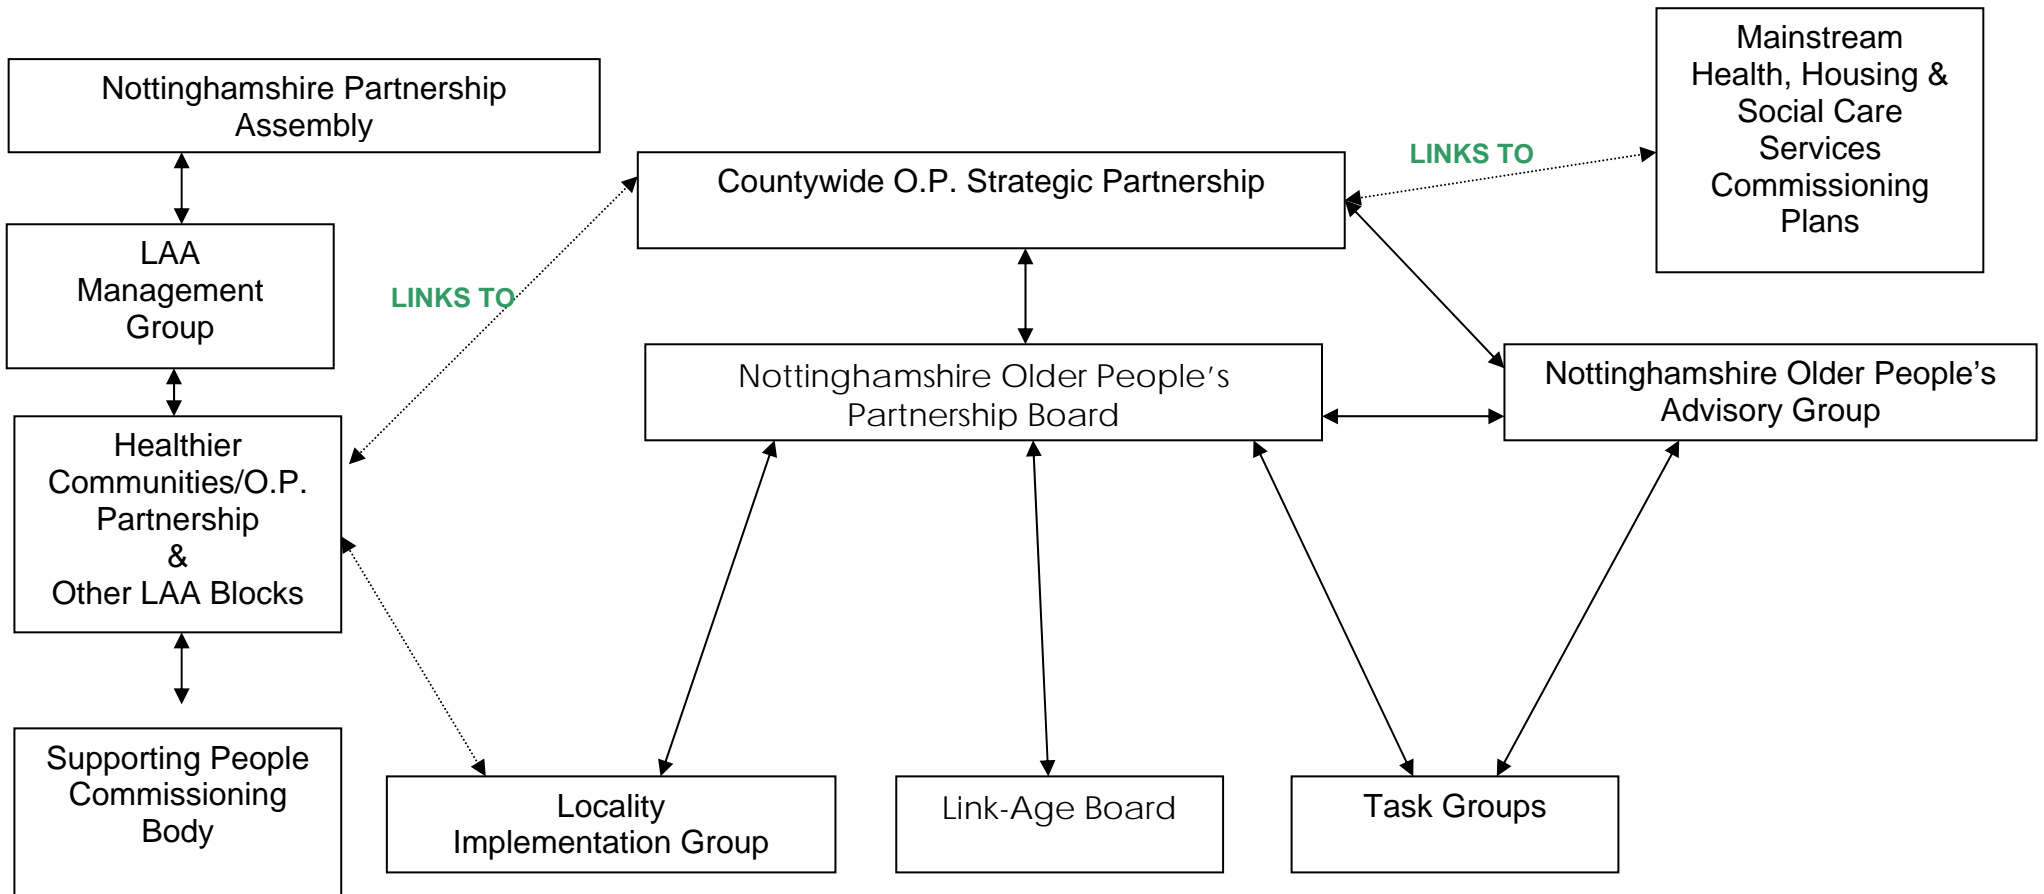 Nottinghamshire Partnership
Assembly
LAA
Management
Group
Healthier
Communities/O.P.
Partnership
&
Other LAA Blocks
Supporting People
Commissioning
Body
LINKS TO
Countywide O.P. Strategic Partnership
LINKS TO
Mainstream
Health, Housing &
Social Care
Services
Commissioning
Plans
Nottinghamshire Older People’s
Partnership Board
Nottinghamshire Older People’s
Advisory Group
Locality
Implementation Group
Link-Age Board
Task Groups